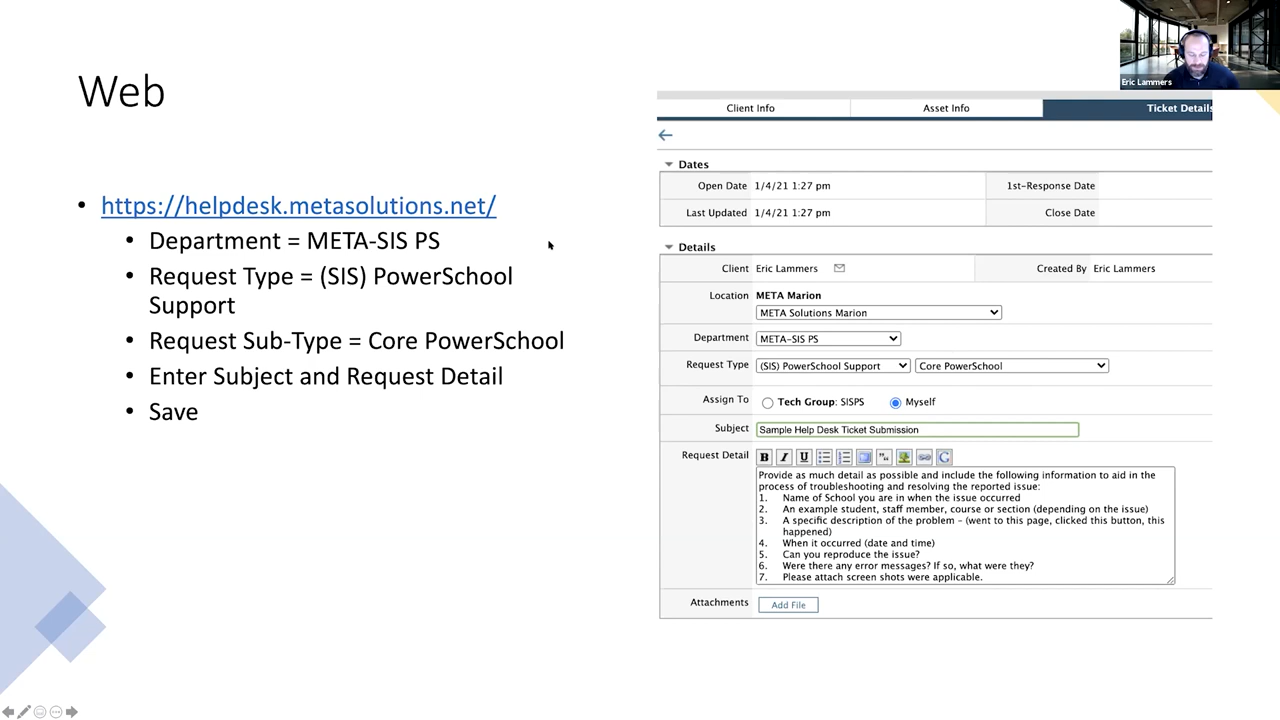 Eric Lammers
Web
https://helpdesk.metasolutions.net/
Department = META-SIS PS
Request Type = (SIS) PowerSchool
Support
Request Sub-Type = Core PowerSchool
Enter Subject and Request Detail
Save
Client Info Asset Info Ticket Details
Dates
Open Date 1/4/21 1:27 pm 1st-Response Date
Last Updated 1/4/21 1:27 pm Close Date
Details
Client Eric Lammers Created By Eric Lammers
Location META Marion
META Solutions Marion
Department META-SIS PS
Request Type (SIS) PowerSchool Support Core PowerSchool
Assign To Tech Group: SISPS Myself
Subject Sample Help Desk Ticket Submission
Request Detail B I U
Provide as much detail as possible and include the following information to aid in the
process of troubleshooting and resolving the reported issue:
1. Name of School you are in when the issue occurred
2. An example student, staff member, course or section (depending on the issue)
3. A specific description of the problem – (went to this page, clicked this button, this
happened)
4. When it occurred (date and time)
5. Can you reproduce the issue?
6. Were there any error messages? If so, what were they?
7. Please attach screen shots were applicable.
Attachments Add File